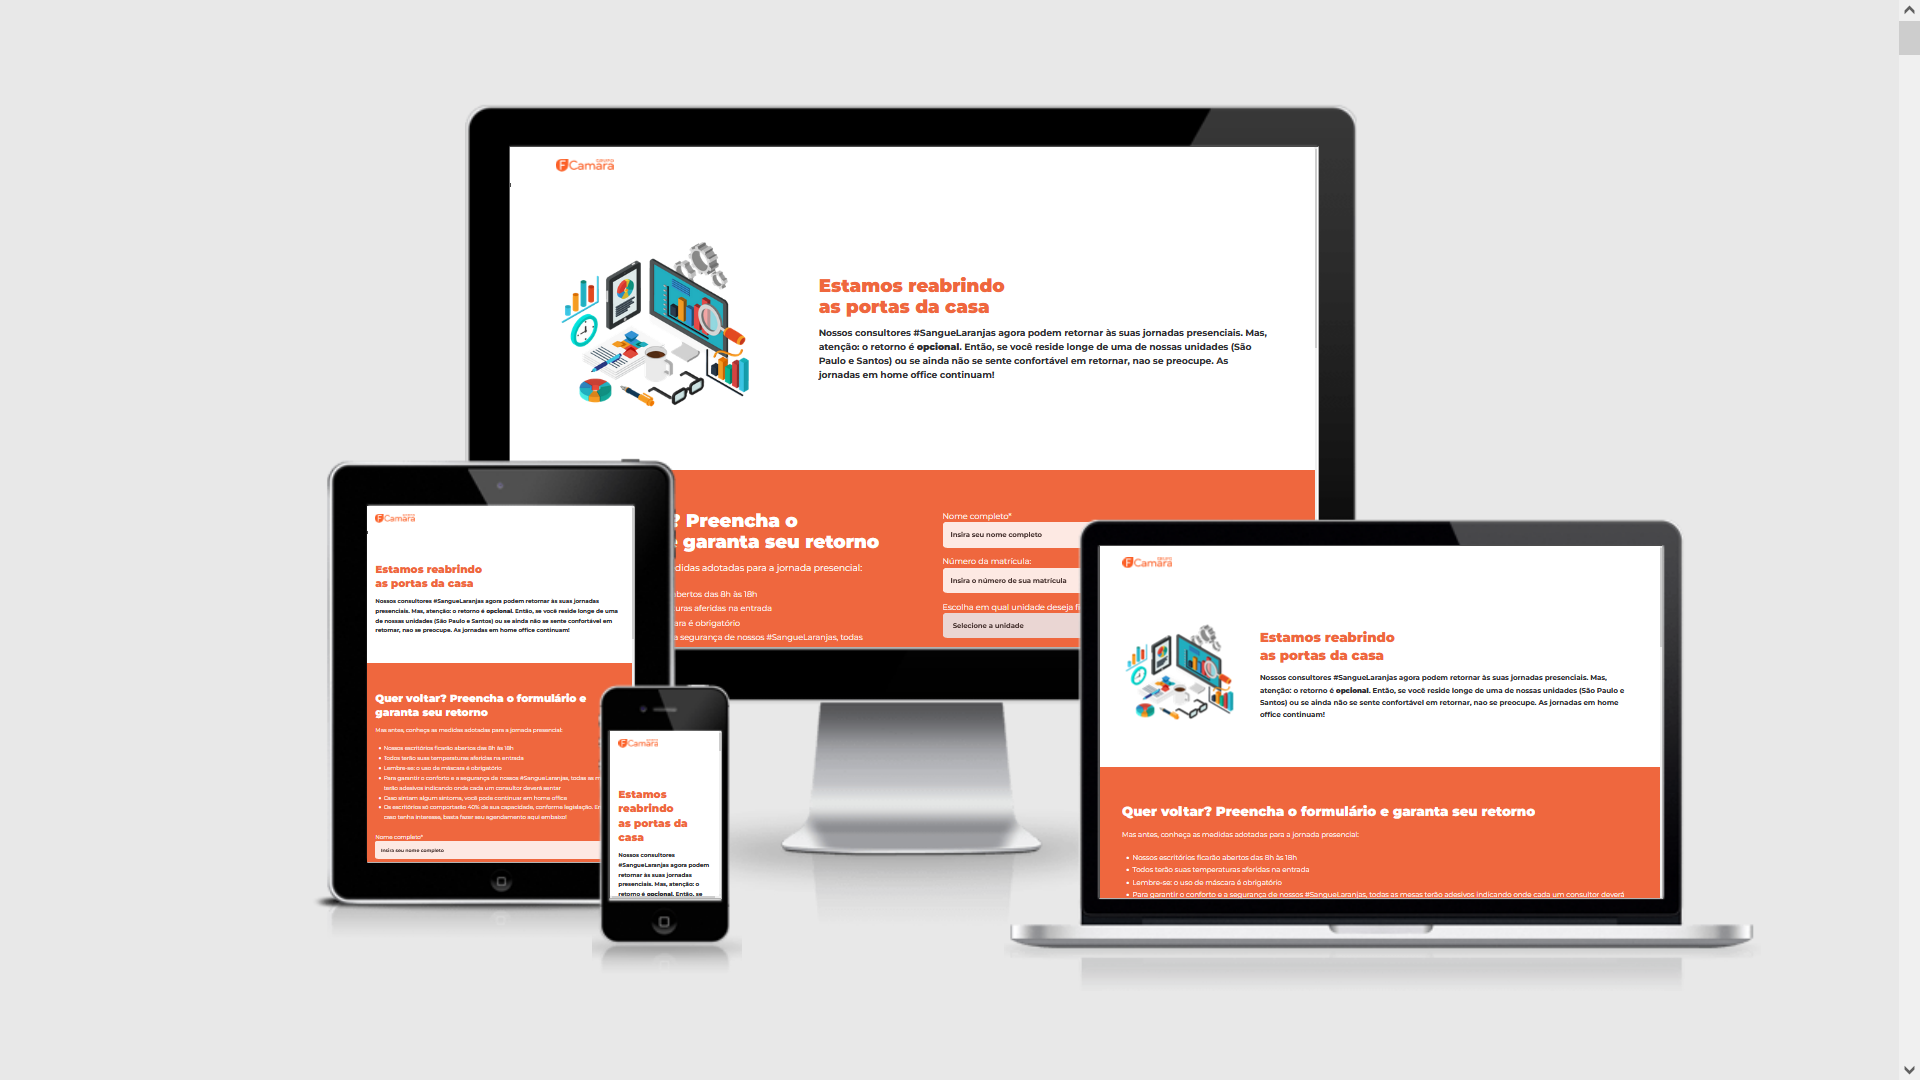 GRUPO
FCamara
Estamos reabrindo
as portas da casa
Nossos consultores #SangueLaranjas agora podem retornar às suas jornadas presenciais. Mas,
atenção: o retorno é opcional. Então, se você reside longe de uma de nossas unidades (São
Paulo e Santos) ou se ainda não se sente confortável em retornar, nao se preocupe. As
jornadas em home office continuam!
? Preencha o
e garanta seu retorno
didas adotadas para a jornada presencial:
bertos das 8h às 18h
uras aferidas na entrada
ara é obrigatório
a segurança de nossos #SangueLaranjas, todas
Nome completo*
Insira seu nome completo
Número da matrícula:
Insira o número de sua matrícula
Escolha em qual unidade deseja fi
Selecione a unidade
FCamara
Estamos reabrindo
as portas da casa
Nossos consultores #SangueLaranjas agora podem retornar às suas jornadas
presenciais. Mas, atenção: o retorno é opcional. Então, se você reside longe de uma
de nossas unidades (São Paulo e Santos) ou se ainda não se sente confortável em
retornar, nao se preocupe. As jornadas em home office continuam!
Quer voltar? Preencha o formulário e
garanta seu retorno
Mas antes, conheça as medidas adotadas para a jornada presencial:
Nossos escritórios ficarão abertos das 8h às 18h
Todos terão suas temperaturas aferidas na entrada
Lembre-se: o uso da máscara é obrigatório
Para garantir o conforto e a segurança de nossos #SangueLaranjas, todas as m
terão adesivos indicando onde cada um consultor deverá sentar
Caso sintam algum sintoma, você pode continuar em home office
Os escritórios só comportarão 40% de sua capacidade, conforme legislação. E
caso tenha interesse, basta fazer seu agendamento aqui embaixo!
Nome completo*
Insira seu nome completo
FCamara
Estamos
reabrindo
as portas da
casa
Nossos consultores
#SangueLaranjas agora podem
retornar às suas jornadas
presenciais. Mas, atenção: o
retorno é opcional. Então, se
GRUPO
FCamara
Estamos reabrindo
as portas da casa
Nossos consultores #SangueLaranjas agora podem retornar às suas jornadas presenciais. Mas,
atenção: o retorno é opcional. Então, se você reside longe de uma de nossas unidades (São Paulo e
Santos) ou se ainda não se sente confortável em retornar, nao se preocupe. As jornadas em home
office continuam!
Quer voltar? Preencha o formulário e garanta seu retorno
Mas antes, conheça as medidas adotadas para a jornada presencial:
Nossos escritórios ficarão abertos das 8h às 18h
Todos terão suas temperaturas aferidas na entrada
Lembre-se: o uso de máscara é obrigatório
Para garantir o conforto e a segurança de nossos #SangueLaranjas, todas as mesas terão adesivos indicando onde cada um consultor deverá